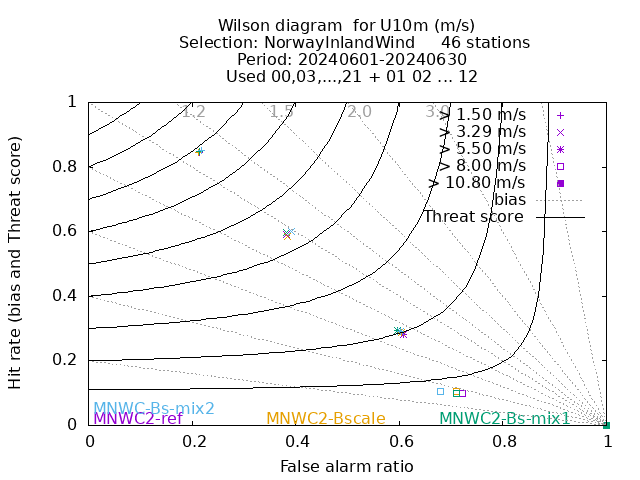 Wilson diagram  for U10m (m/s)
Selection: NorwayInlandWind     46 stations
Period: 20240601-20240630
Used 00,03,...,21 + 01 02 ... 12
1.2 1.5 2.0 3.0
> 1.50 m/s
> 3.29 m/s
> 5.50 m/s
> 8.00 m/s
> 10.80 m/s
bias
Threat score
Hit rate (bias and Threat score)
1
0.8
0.6
0.4
0.2
0
MNWC-Bs-mix2
MNWC2-ref MNWC2-Bscale MNWC2-Bs-mix1
0 0.2 0.4 0.6 0.8 1
False alarm ratio